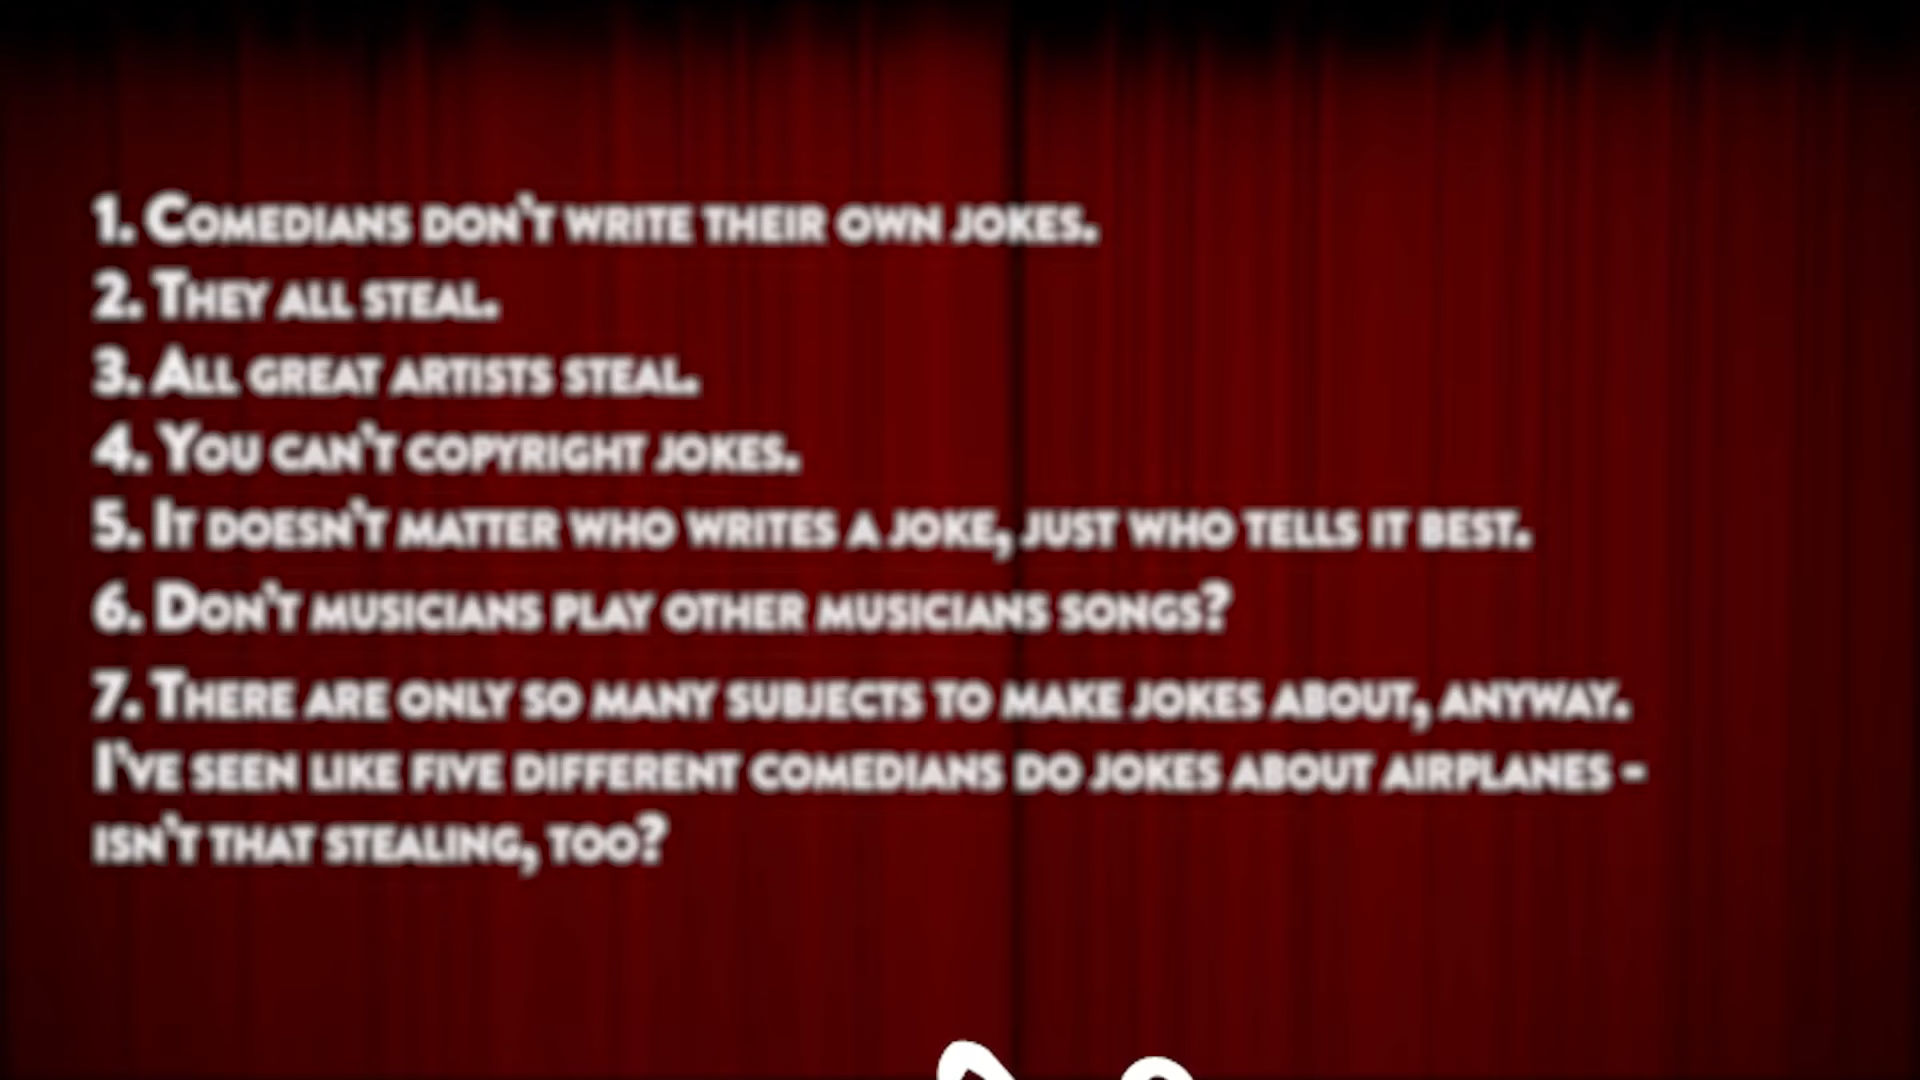 1. Comedians don't write their own jokes.
2. They all steal.
3. All great artists steal.
4. You can't copyright jokes.
5. It doesn't matter who writes a joke, just who tells it best.
6. Don't musicians play other musicians songs?
7. There are only so many subjects to make jokes about, anyway.
I've seen like five different comedians do jokes about airplanes -
isn't that stealing, too?